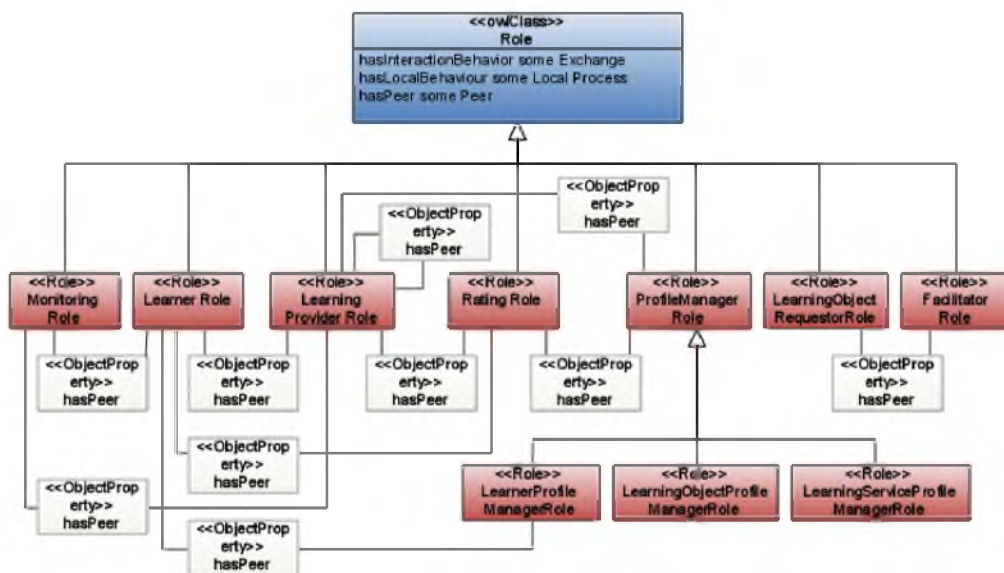 <<owlClass>>
Role
hasInteractionBehavior some Exchange
hasLocalBehaviour some Local Process
hasPeer some Peer
<<ObjectProp
erty>>
hasPeer
<<ObjectProp
erty>>
hasPeer
<<Role>>
Monitoring
Role
<<Role>>
Learner Role
<<Role>>
Learning
Provider Role
<<Role>>
Rating Role
<<Role>>
ProfileManager
Role
<<Role>>
LearningObject
RequestorRole
<<Role>>
Facilitator
Role
<<ObjectProp
erty>>
hasPeer
<<ObjectProp
erty>>
hasPeer
<<ObjectProp
erty>>
hasPeer
<<ObjectProp
erty>>
hasPeer
<<ObjectProp
erty>>
hasPeer
<<ObjectProp
erty>>
hasPeer
<<Role>>
LearnerProfile
ManagerRole
<<Role>>
LearningObjectProfile
ManagerRole
<<Role>>
LearningServiceProfile
ManagerRole
<<ObjectProp
erty>>
hasPeer
<<ObjectProp
erty>>
hasPeer